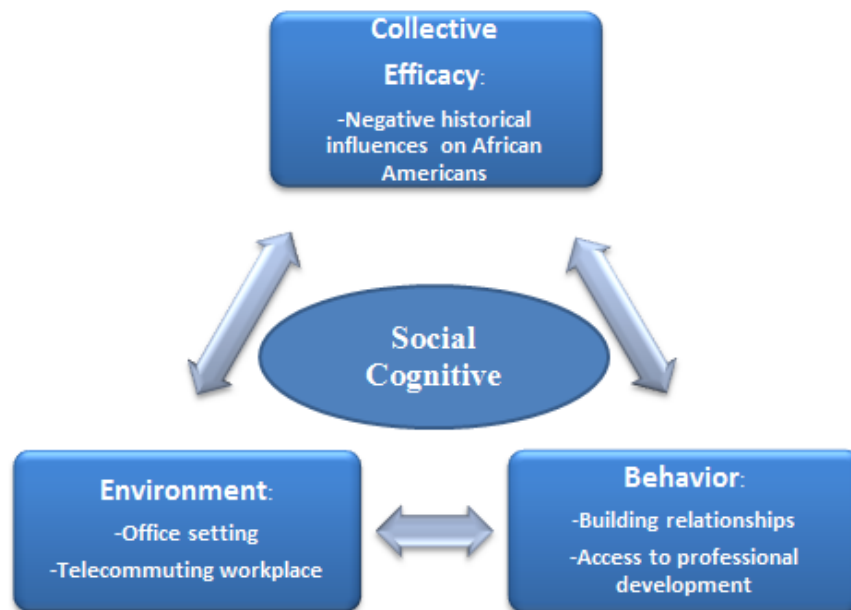 Collective
Efficacy:
-Negative historical
influences on African
Americans
Social
Cognitive
Environment:
-Office setting
-Telecommuting workplace
Behavior:
-Building relationships
-Access to professional
development